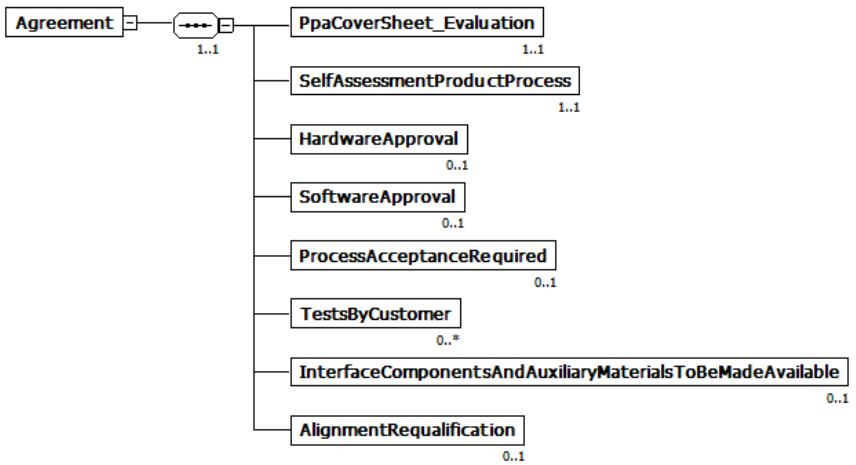 Agreement
1..1
PpaCoverSheet_Evaluation
1..1
SelfAssessmentProductProcess
1..1
HardwareApproval
0..1
SoftwareApproval
0..1
ProcessAcceptanceRequired
0..1
TestsByCustomer
0..*
InterfaceComponentsAndAuxiliaryMaterialsToBeMadeAvailable
0..1
AlignmentRequalification
0..1